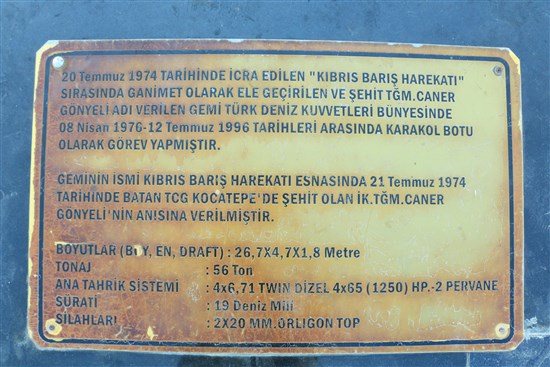 20 Temmuz 1974 TARİHİNDE İCRA EDİLEN "KIBRIS BARIŞ HAREKATI"
SIRASINDA GANİMET OLARAK ELE GEÇİRİLEN VE ŞEHİT TĞM.CANER
GÖNYELİ ADI VERİLEN GEMİ TÜRK DENİZ KUVVETLERİ BÜNYESİNDE
08 Nisan 1976-12 Temmuz 1996 TARİHLERİ ARASINDA KARAKOL BOTU
OLARAK GÖREV YAPMIŞTIR.
GEMİNİN İSMİ KIBRIS BARIŞ HAREKATI ESNASINDA 21 Temmuz 1974
TARİHİNDE BATAN TCG KOCATEPE'DE ŞEHİT OLAN İK.TĞM.CANER
GÖNYELİ'NİN ANISINA VERİLMİŞTİR.
BOYUTLAR (BOY, EN, DRAFT) : 26,7X4,7X1,8 Metre
TONAJ : 56 Ton
ANA TAHRİK SİSTEMİ : 4x6,71 TWIN DİZEL 4x65 (1250) HP.-2 PERVANE
SÜRATİ : 19 Deniz Mili
SİLAHLARI : 2X20 MM.ORLIGON TOP